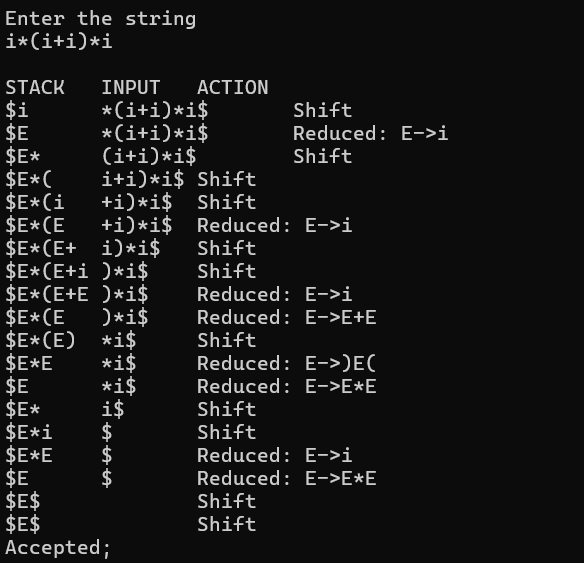 Enter the string
i*(i+i)*i

STACK   INPUT   ACTION
$i      *(i+i)*i$       Shift
$E      *(i+i)*i$       Reduced: E->i
$E*     (i+i)*i$        Shift
$E*(    i+i)*i$ Shift
$E*(i   +i)*i$  Shift
$E*(E   +i)*i$  Reduced: E->i
$E*(E+  i)*i$   Shift
$E*(E+i )*i$    Shift
$E*(E+E )*i$    Reduced: E->i
$E*(E   )*i$    Reduced: E->E+E
$E*(E)  *i$     Shift
$E*E    *i$     Reduced: E->)E(
$E      *i$     Reduced: E->E*E
$E*     i$      Shift
$E*i    $       Shift
$E*E    $       Reduced: E->i
$E      $       Reduced: E->E*E
$E$             Shift
$E$             Shift
Accepted;